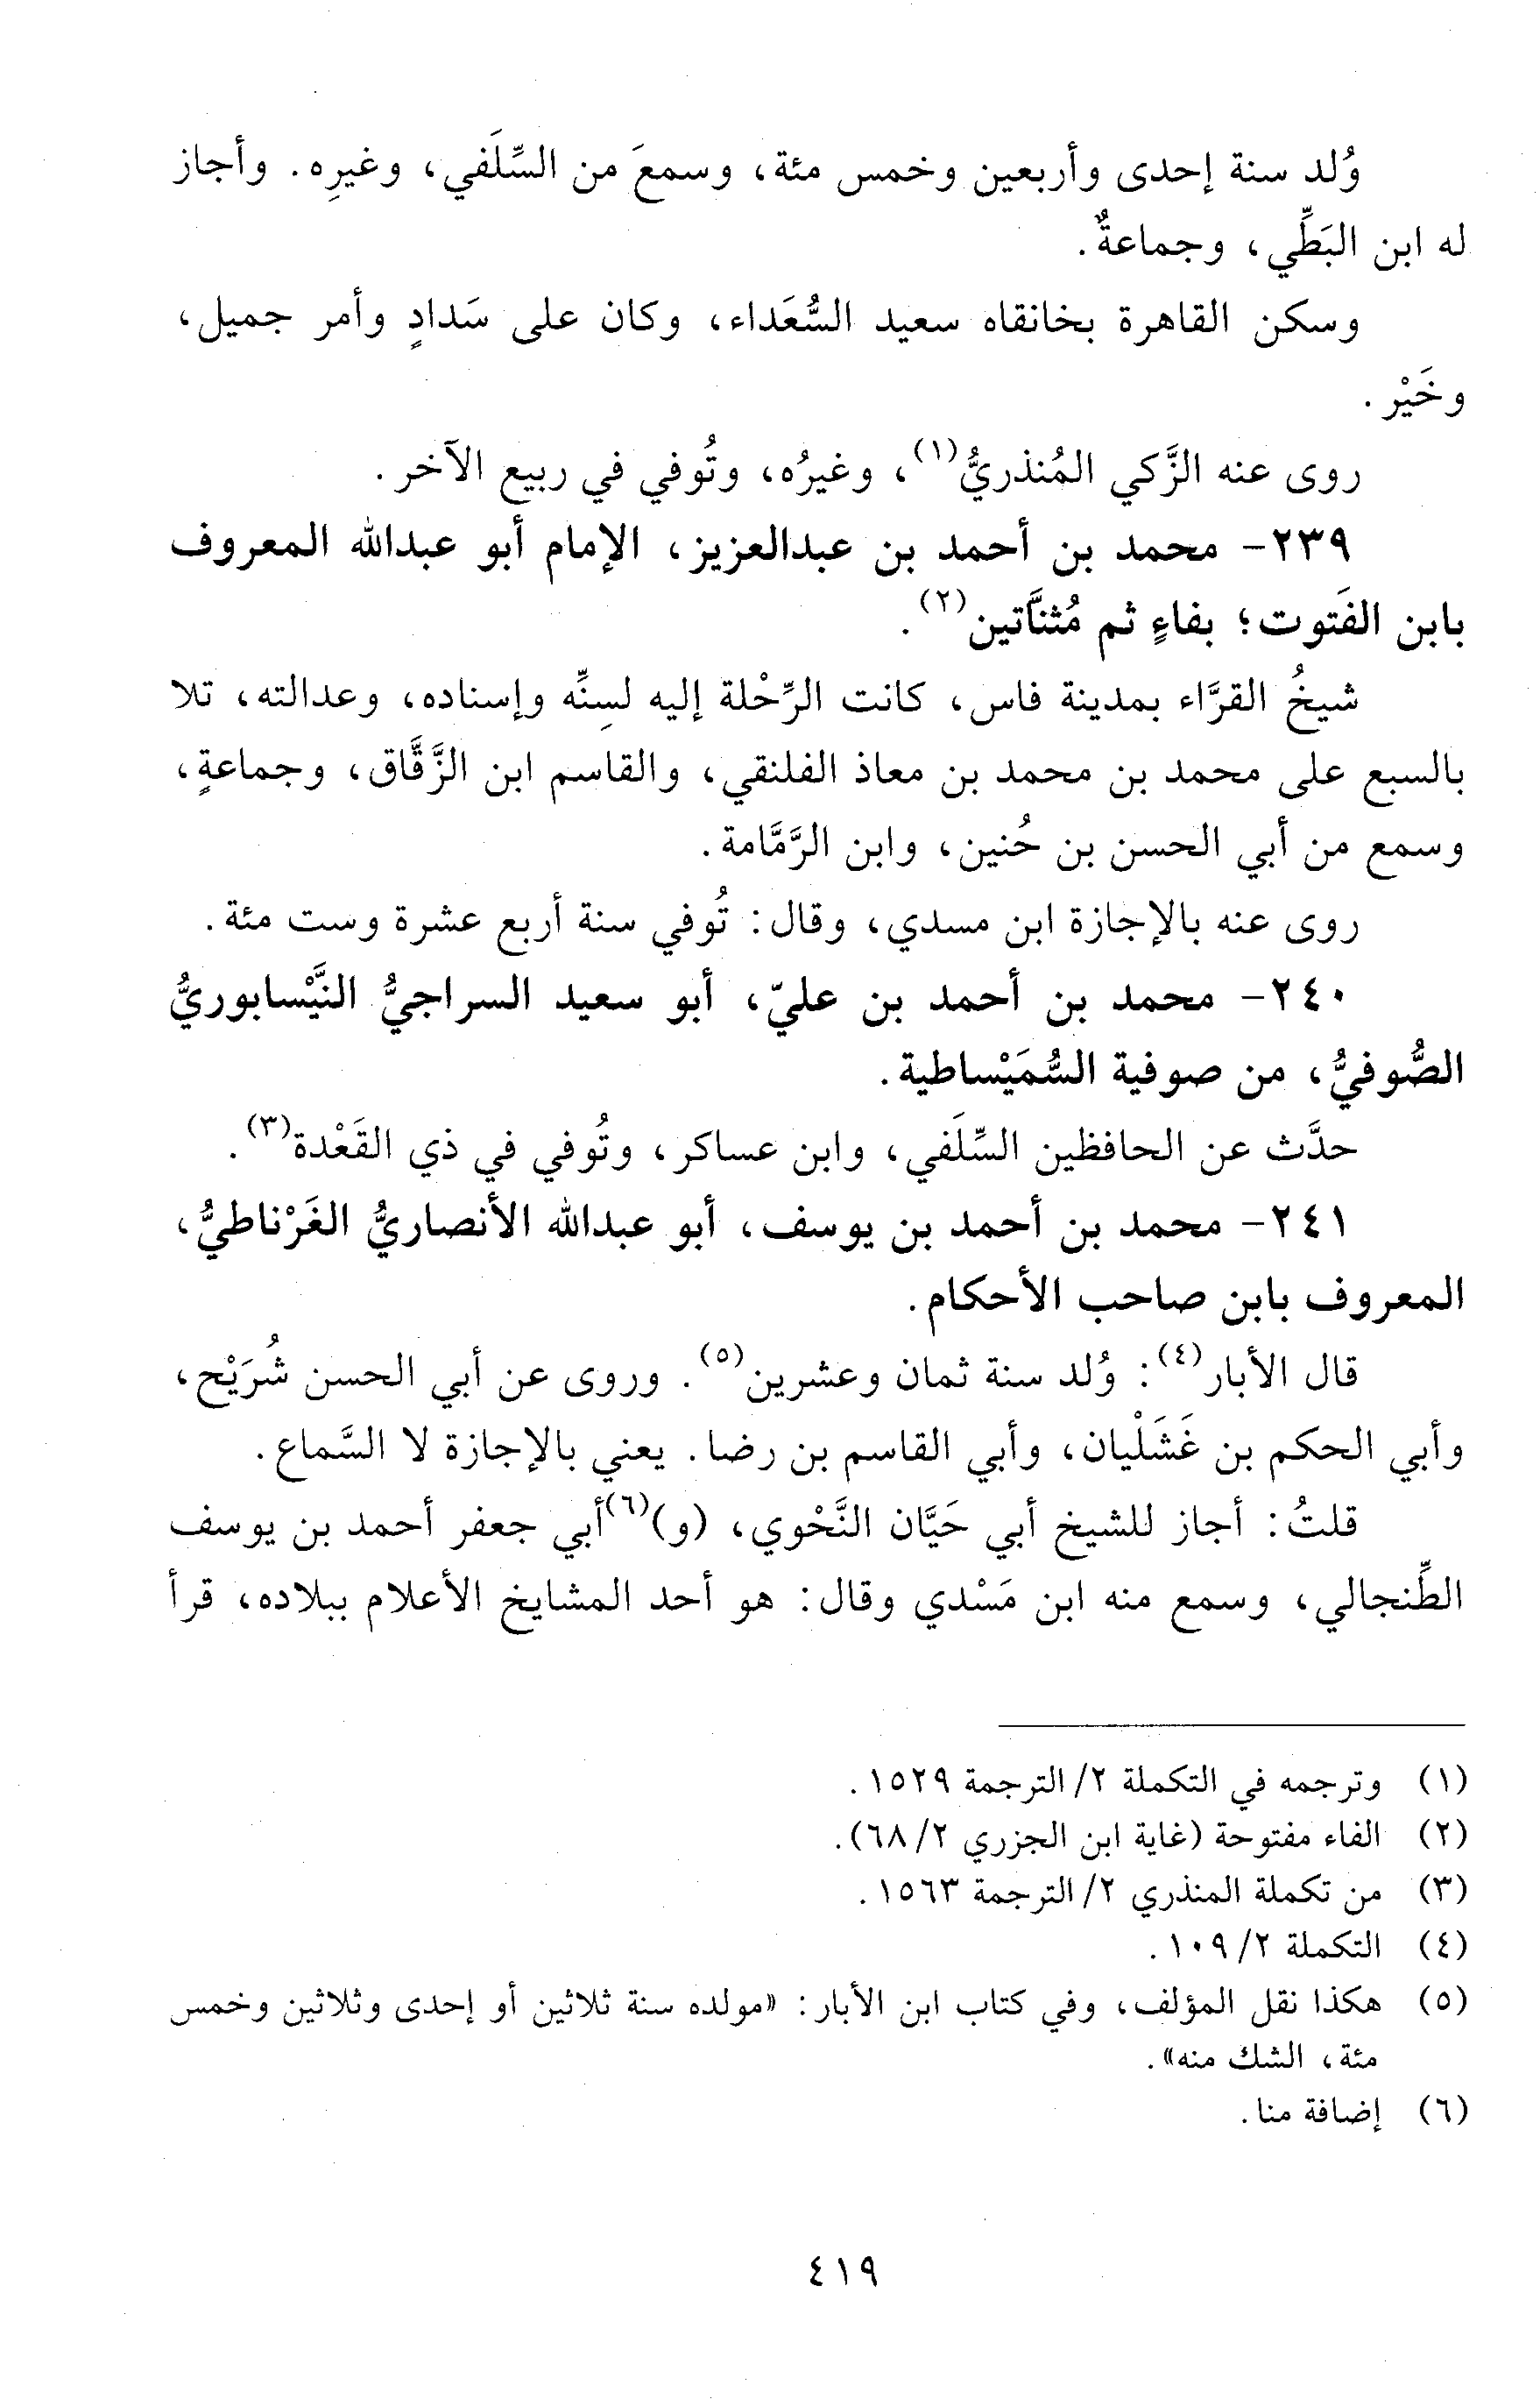 وُلد سنة إحدى وأربعين وخمس مئة، وسمعَ من السِّلَفي، وغيرِه. وأجاز
له ابن البَطِّي، وجماعةٌ.
وسكن القاهرة بخانقاه سعيد السُّعَداء، وكان على سَدادٍ وأمر جميل،
وخَيْر.
روى عنه الزَّكي المُنذريُّ(١)، وغيرُه، وتُوفي في ربيع الآخر.
٢٣٩- محمد بن أحمد بن عبدالعزيز، الإمام أبو عبدالله المعروف
بابن الفَتوت؛ بفاءٍ ثم مُثنَّاتين(٢).
شيخُ القرَّاء بمدينة فاس، كانت الرِّحْلة إليه لسِنِّه وإسناده، وعدالته، تلا
بالسبع على محمد بن محمد بن معاذ الفلنقي، والقاسم ابن الزَّقَّاق، وجماعةٍ،
وسمع من أبي الحسن بن حُنين، وابن الرَّمَّامة.
روى عنه بالإجازة ابن مسدي، وقال: تُوفي سنة أربع عشرة وست مئة.
٢٤٠- محمد بن أحمد بن عليّ، أبو سعيد السراجيُّ النَّيْسابوريُّ
الصُّوفيُّ، من صوفية السُّمَيْساطية.
حدَّث عن الحافظين السِّلَفي، وابن عساكر، وتُوفي في ذي القَعْدة(٣).
٢٤١- محمد بن أحمد بن يوسف، أبو عبدالله الأنصاريُّ الغَرْناطيُّ،
المعروف بابن صاحب الأحكام.
قال الأبار(٤): وُلد سنة ثمان وعشرين(٥). وروى عن أبي الحسن شُرَيْح،
وأبي الحكم بن غَشَلْيان، وأبي القاسم بن رضا. يعني بالإجازة لا السَّماع.
قلتُ: أجاز للشيخ أبي حَيَّان النَّحْوي، (و)(٦)أبي جعفر أحمد بن يوسف
الطِّنجالي، وسمع منه ابن مَسْدي وقال: هو أحد المشايخ الأعلام ببلاده، قرأ
(١) وترجمه في التكملة ٢/ الترجمة ١٥٢٩.
(٢) الفاء مفتوحة (غاية ابن الجزري ٢/ ٦٨).
(٣) من تكملة المنذري ٢/ الترجمة ١٥٦٣.
(٤) التكملة ٢/ ١٠٩.
(٥) هكذا نقل المؤلف، وفي كتاب ابن الأبار: «مولده سنة ثلاثين أو إحدى وثلاثين وخمس
مئة، الشك منه».
(٦) إضافة منا.
٤١٩